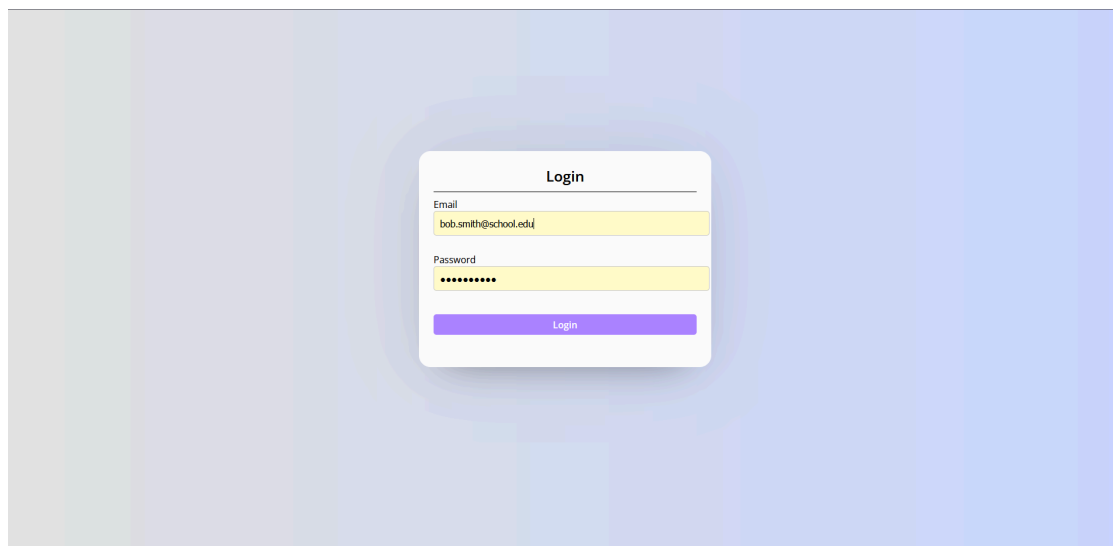 Login
Email
bob.smith@school.edu
Password
••••••••••
Login